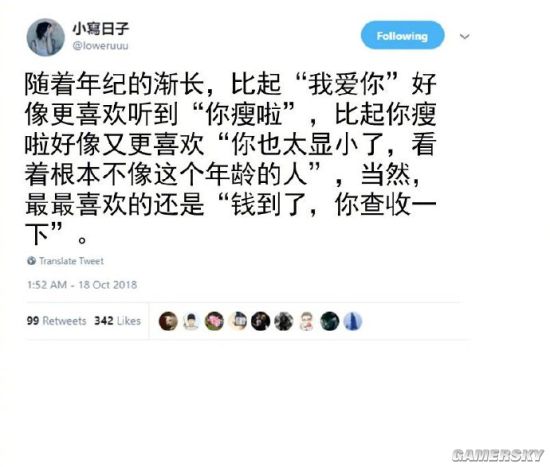 小寫日子
@loweruuu
Following
随着年纪的渐长，比起“我爱你”好
像更喜欢听到“你瘦啦”，比起你瘦
啦好像又更喜欢“你也太显小了，看
着根本不像这个年龄的人”，当然，
最最喜欢的还是“钱到了，你查收一
下”。
Translate Tweet
1:52 AM - 18 Oct 2018
99 Retweets 342 Likes
GAMERSKY